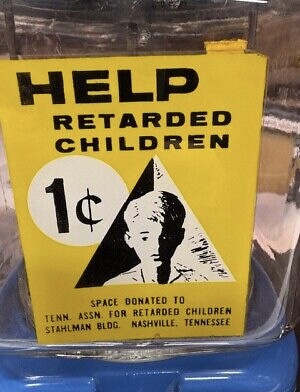 HELP
RETARDED
CHILDREN
1¢
SPACE DONATED TO
TENN. ASSN. FOR RETARDED CHILDREN
STAHLMAN BLDG. NASHVILLE, TENNESSEE